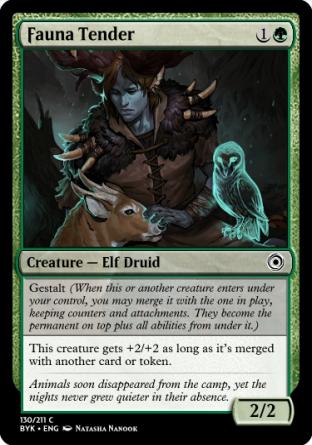 Fauna Tender 1
Creature — Elf Druid
Gestalt (When this or another creature enters under
your control, you may merge it with the one in play,
keeping counters and attachments. They become the
permanent on top plus all abilities from under it.)
This creature gets +2/+2 as long as it's merged
with another card or token.
Animals soon disappeared from the camp, yet the
nights never grew quieter in their absence.
2/2
130/211 C
BYK • ENG Natasha Nanook